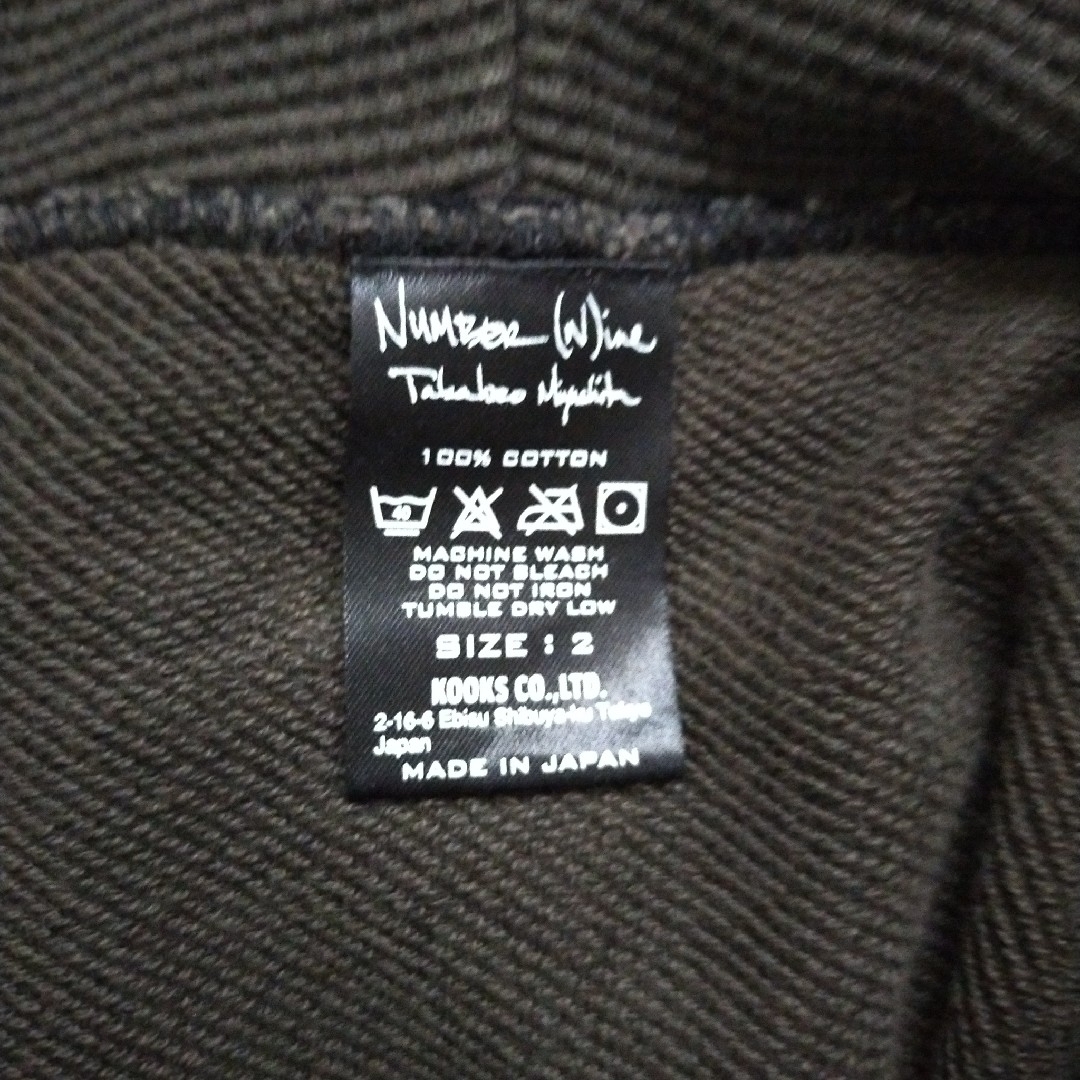 NUMBER (N)ine
Takahiro Miyashita
100% COTTON
40
MACHINE WASH
DO NOT BLEACH
DO NOT IRON
TUMBLE DRY LOW
SIZE : 2
KOOKS CO.,LTD.
2-16-6 Ebisu Shibuya-ku Tokyo
Japan
MADE IN JAPAN